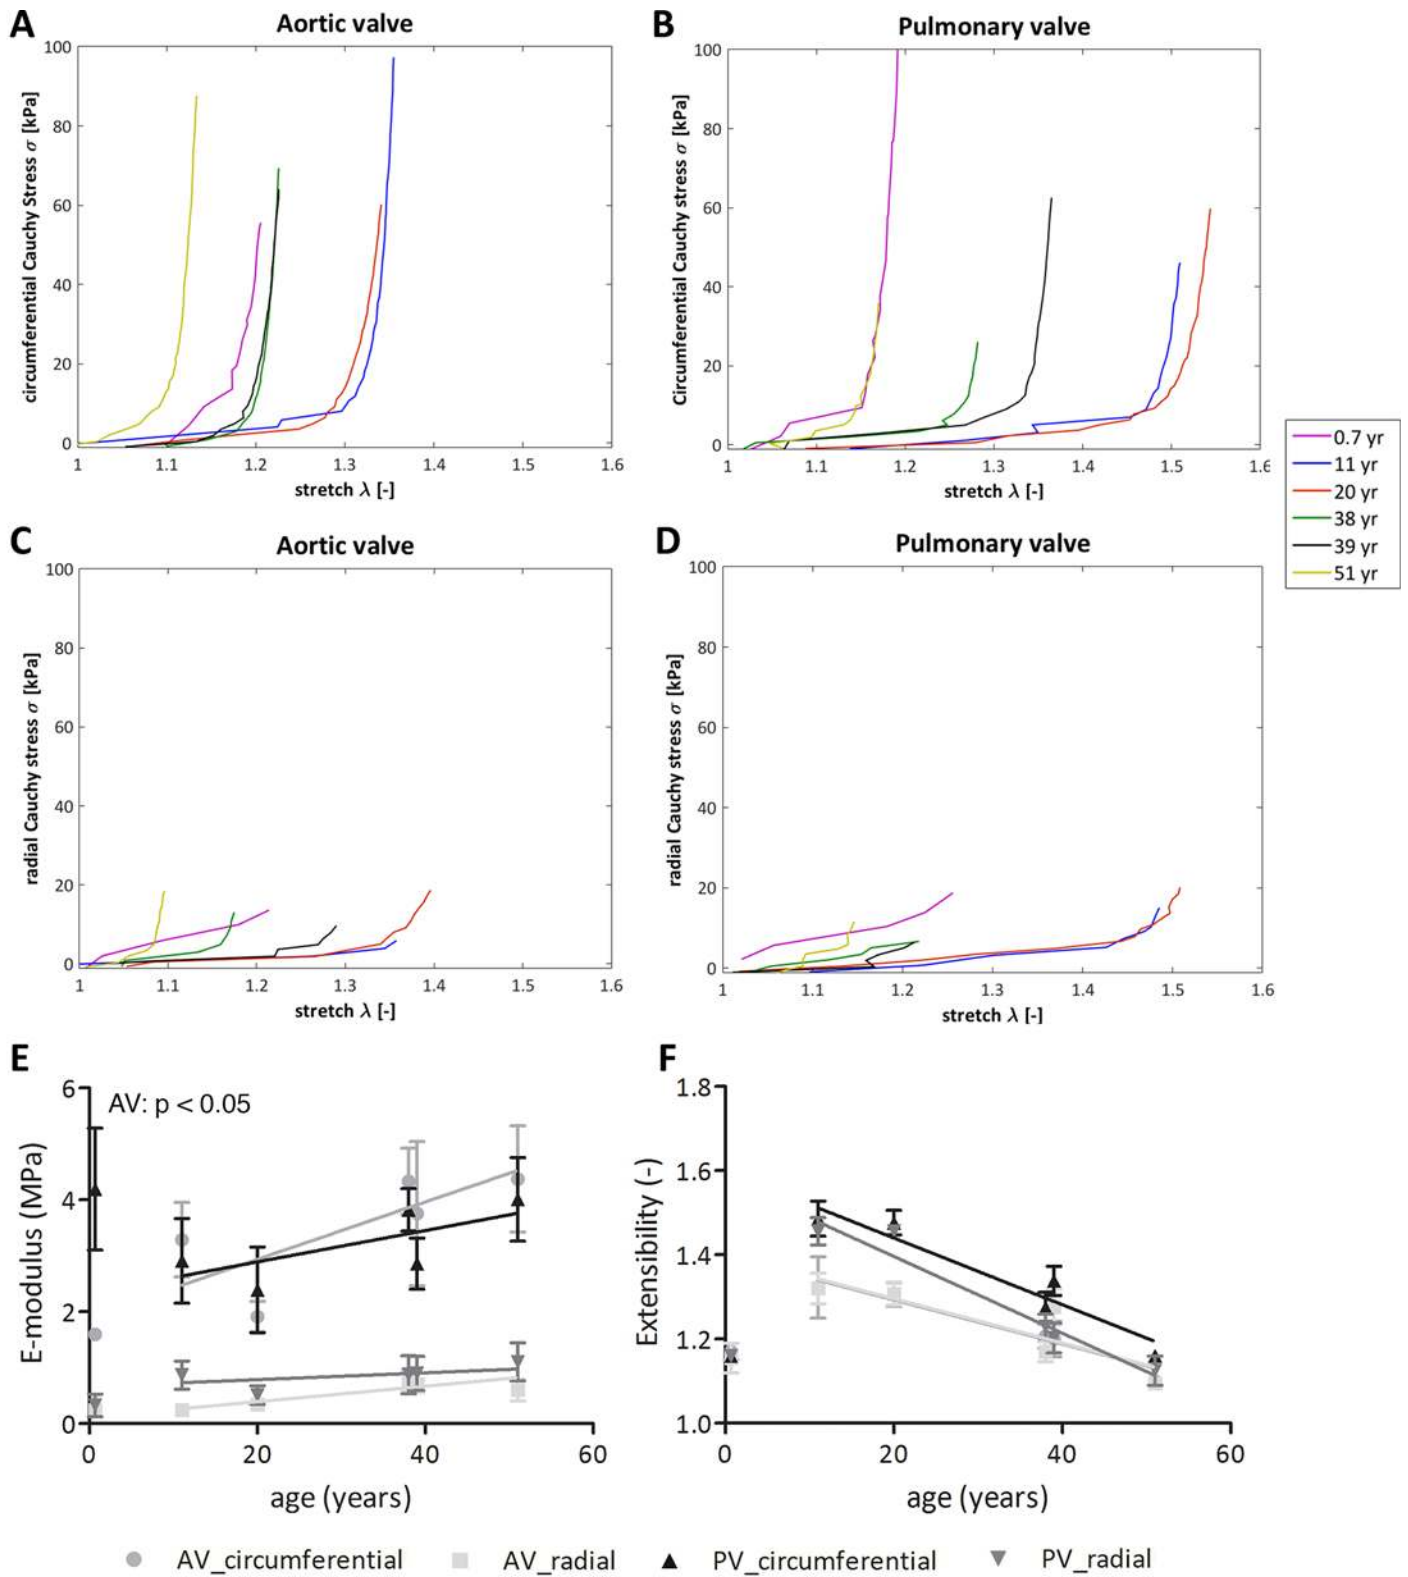 A
Aortic valve
circumferential Cauchy Stress σ [kPa]
100
80
60
40
20
0
1
1.1
1.2
1.3
1.4
1.5
1.6
stretch λ [-]
B
Pulmonary valve
Circumferential Cauchy stress σ [kPa]
100
80
60
40
20
0
1
1.1
1.2
1.3
1.4
1.5
1.6
stretch λ [-]
0.7 yr
11 yr
20 yr
38 yr
39 yr
51 yr
C
Aortic valve
radial Cauchy stress σ [kPa]
100
80
60
40
20
0
1
1.1
1.2
1.3
1.4
1.5
1.6
stretch λ [-]
D
Pulmonary valve
radial Cauchy stress σ [kPa]
100
80
60
40
20
0
1
1.1
1.2
1.3
1.4
1.5
1.6
stretch λ [-]
E
AV: p < 0.05
E-modulus (MPa)
6
4
2
0
0
20
40
60
age (years)
F
Extensibility (-)
1.8
1.6
1.4
1.2
1.0
0
20
40
60
age (years)
AV_circumferential
AV_radial
PV_circumferential
PV_radial